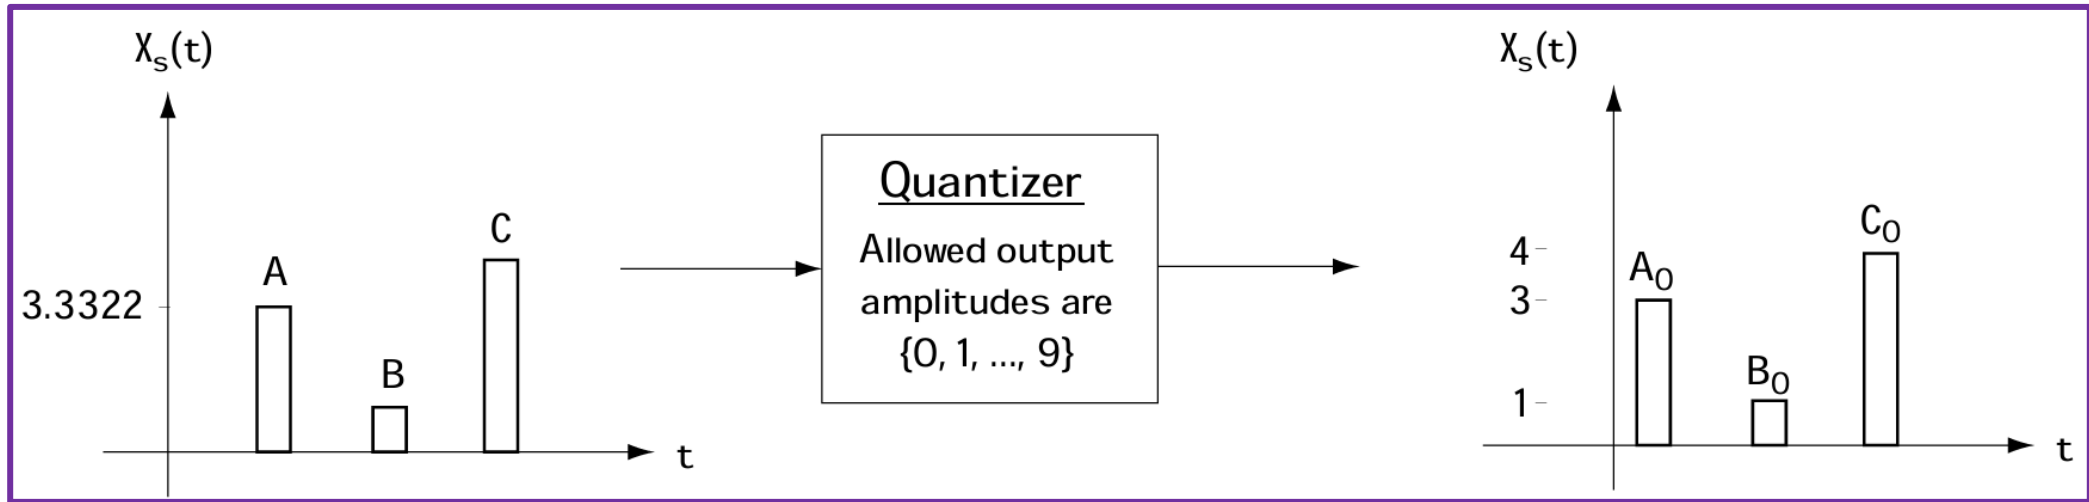 Xs(t)
A
B
C
3.3322
t
Quantizer
Allowed output
amplitudes are
{0, 1, ..., 9}
Xs(t)
4
3
1
A0
B0
C0
t